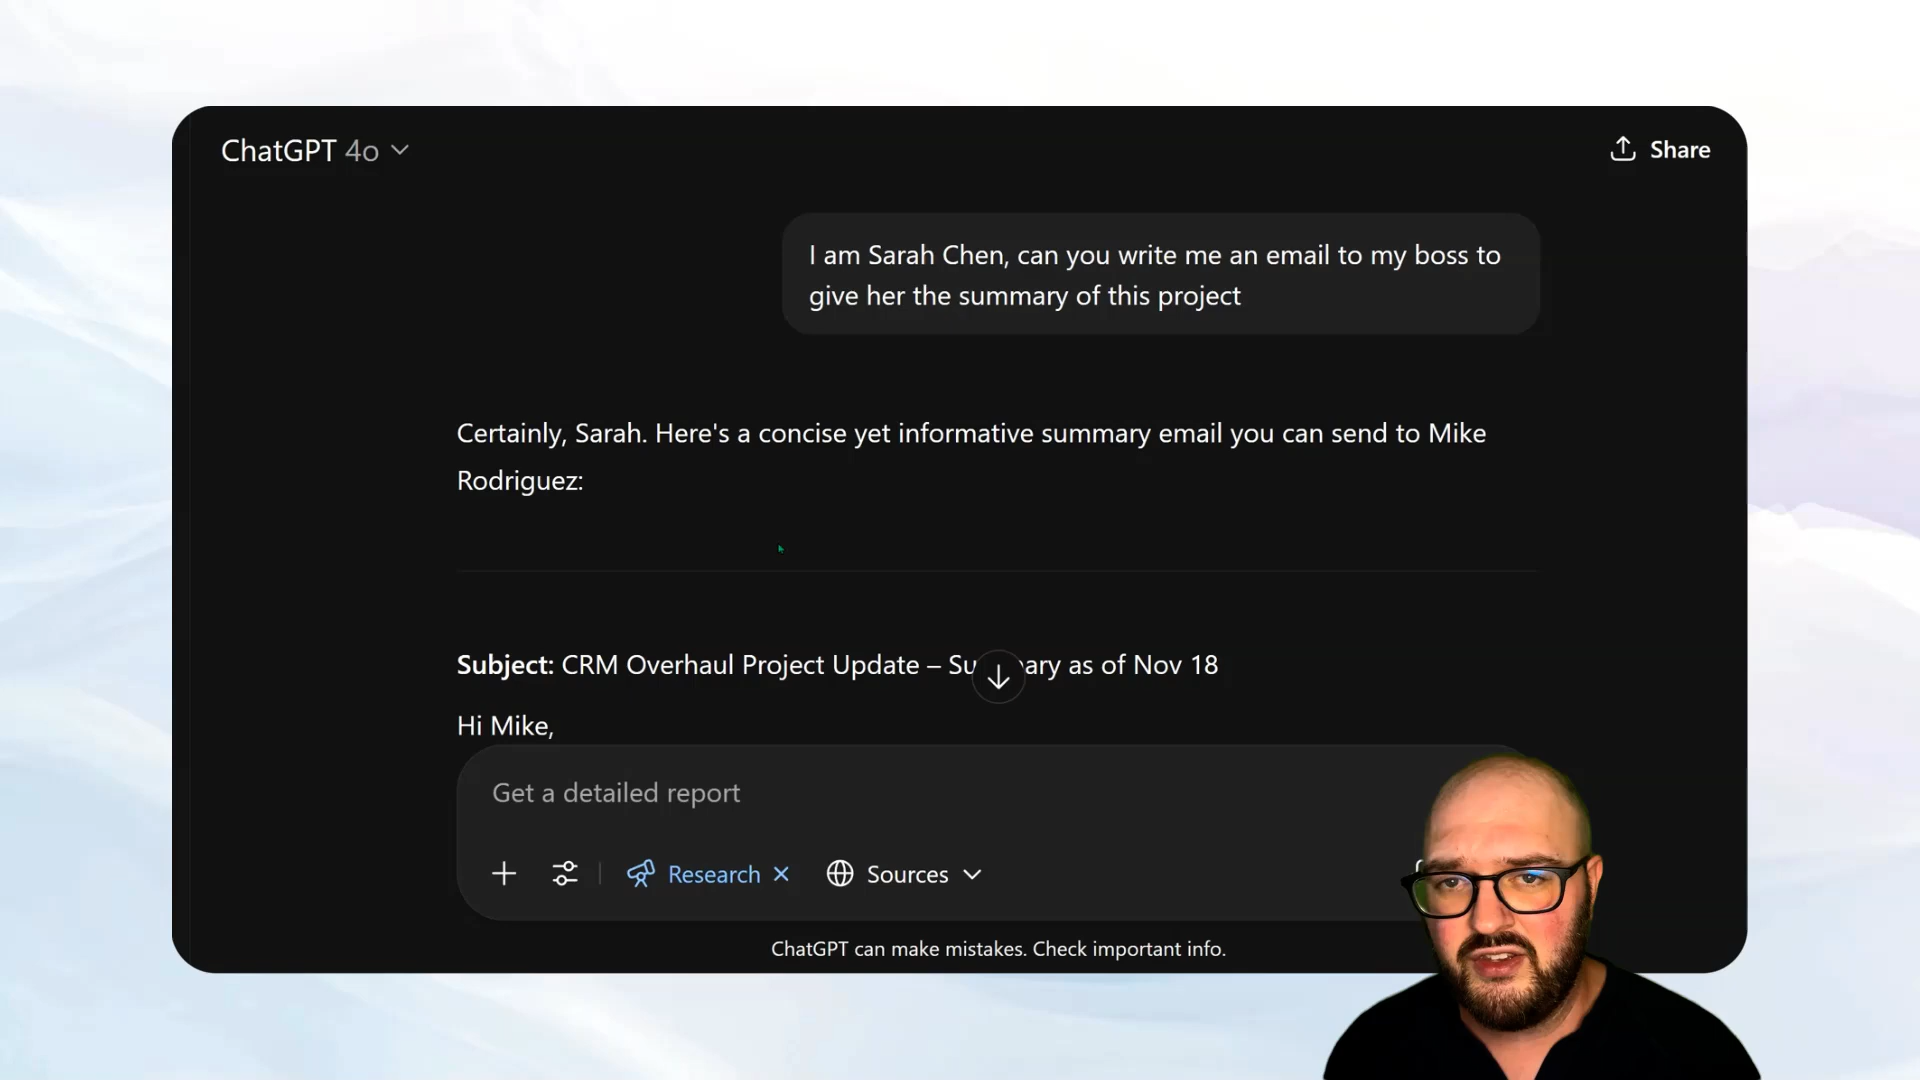 ChatGPT 4o
Share
I am Sarah Chen, can you write me an email to my boss to
give her the summary of this project
Certainly, Sarah. Here's a concise yet informative summary email you can send to Mike
Rodriguez:
Subject: CRM Overhaul Project Update – Su ary as of Nov 18
Hi Mike,
Get a detailed report
Research
Sources
ChatGPT can make mistakes. Check important info.